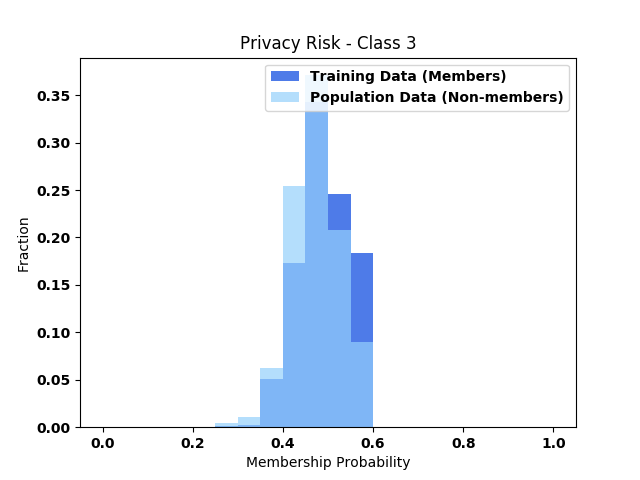 Privacy Risk - Class 3
Training Data (Members)
Population Data (Non-members)
0.35
0.30
0.25
0.20
0.15
0.10
0.05
0.00
Fraction
0.0 0.2 0.4 0.6 0.8 1.0
Membership Probability